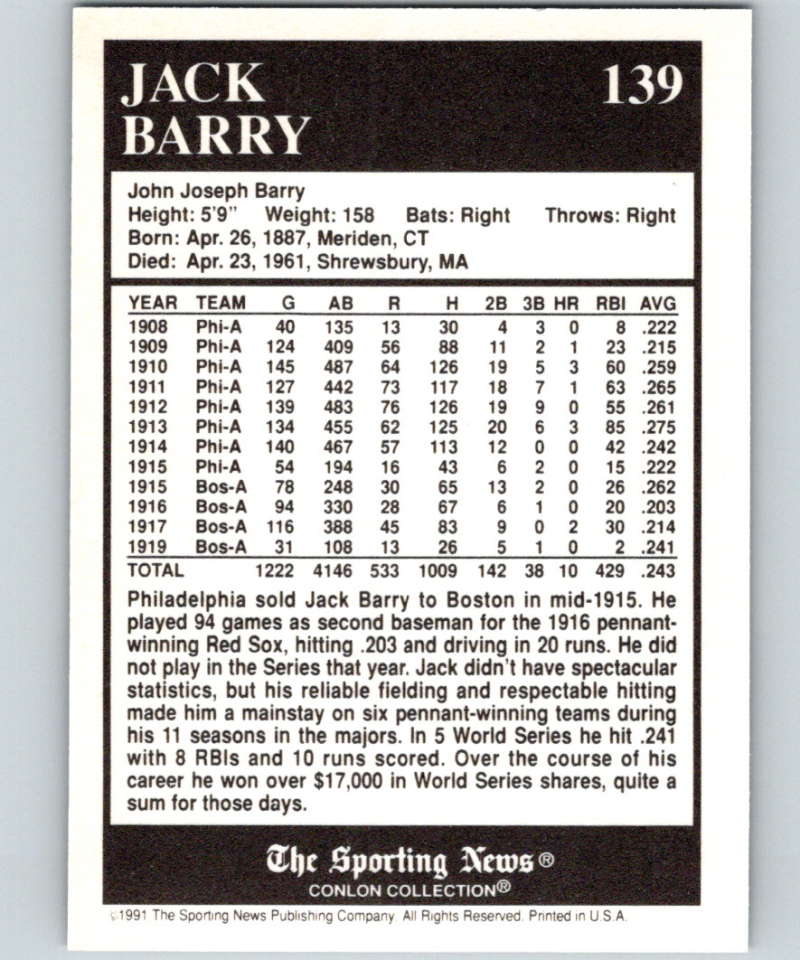 JACK 139
BARRY
John Joseph Barry
Height: 5'9" Weight: 158 Bats: Right Throws: Right
Born: Apr. 26, 1887, Meriden, CT
Died: Apr. 23, 1961, Shrewsbury, MA
YEAR TEAM G AB R H 2B 3B HR RBI AVG
1908 Phi-A 40 135 13 30 4 3 0 8 .222
1909 Phi-A 124 409 56 88 11 2 1 23 .215
1910 Phi-A 145 487 64 126 19 5 3 60 .259
1911 Phi-A 127 442 73 117 18 7 1 63 .265
1912 Phi-A 139 483 76 126 19 9 0 55 .261
1913 Phi-A 134 455 62 125 20 6 3 85 .275
1914 Phi-A 140 467 57 113 12 0 0 42 .242
1915 Phi-A 54 194 16 43 6 2 0 15 .222
1915 Bos-A 78 248 30 65 13 2 0 26 .262
1916 Bos-A 94 330 28 67 6 1 0 20 .203
1917 Bos-A 116 388 45 83 9 0 2 30 .214
1919 Bos-A 31 108 13 26 5 1 0 2 .241
TOTAL 1222 4146 533 1009 142 38 10 429 .243
Philadelphia sold Jack Barry to Boston in mid-1915. He
played 94 games as second baseman for the 1916 pennant-
winning Red Sox, hitting .203 and driving in 20 runs. He did
not play in the Series that year. Jack didn't have spectacular
statistics, but his reliable fielding and respectable hitting
made him a mainstay on six pennant-winning teams during
his 11 seasons in the majors. In 5 World Series he hit .241
with 8 RBIs and 10 runs scored. Over the course of his
career he won over $17,000 in World Series shares, quite a
sum for those days.
The Sporting News®
CONLON COLLECTION®
©1991 The Sporting News Publishing Company. All Rights Reserved. Printed in U.S.A.